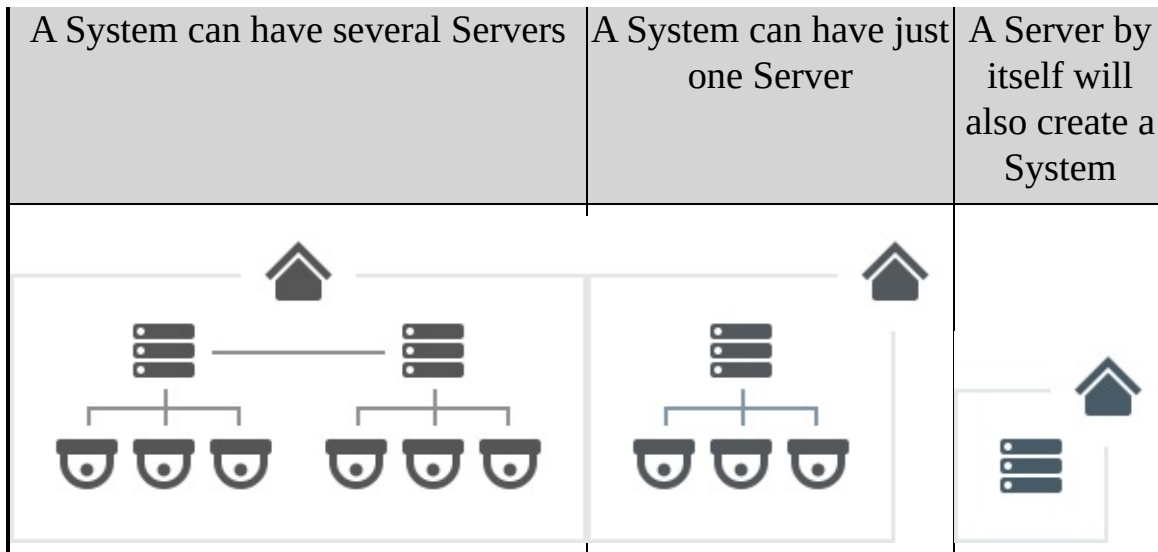 A System can have several Servers
A System can have just
one Server
A Server by
itself will
also create a
System